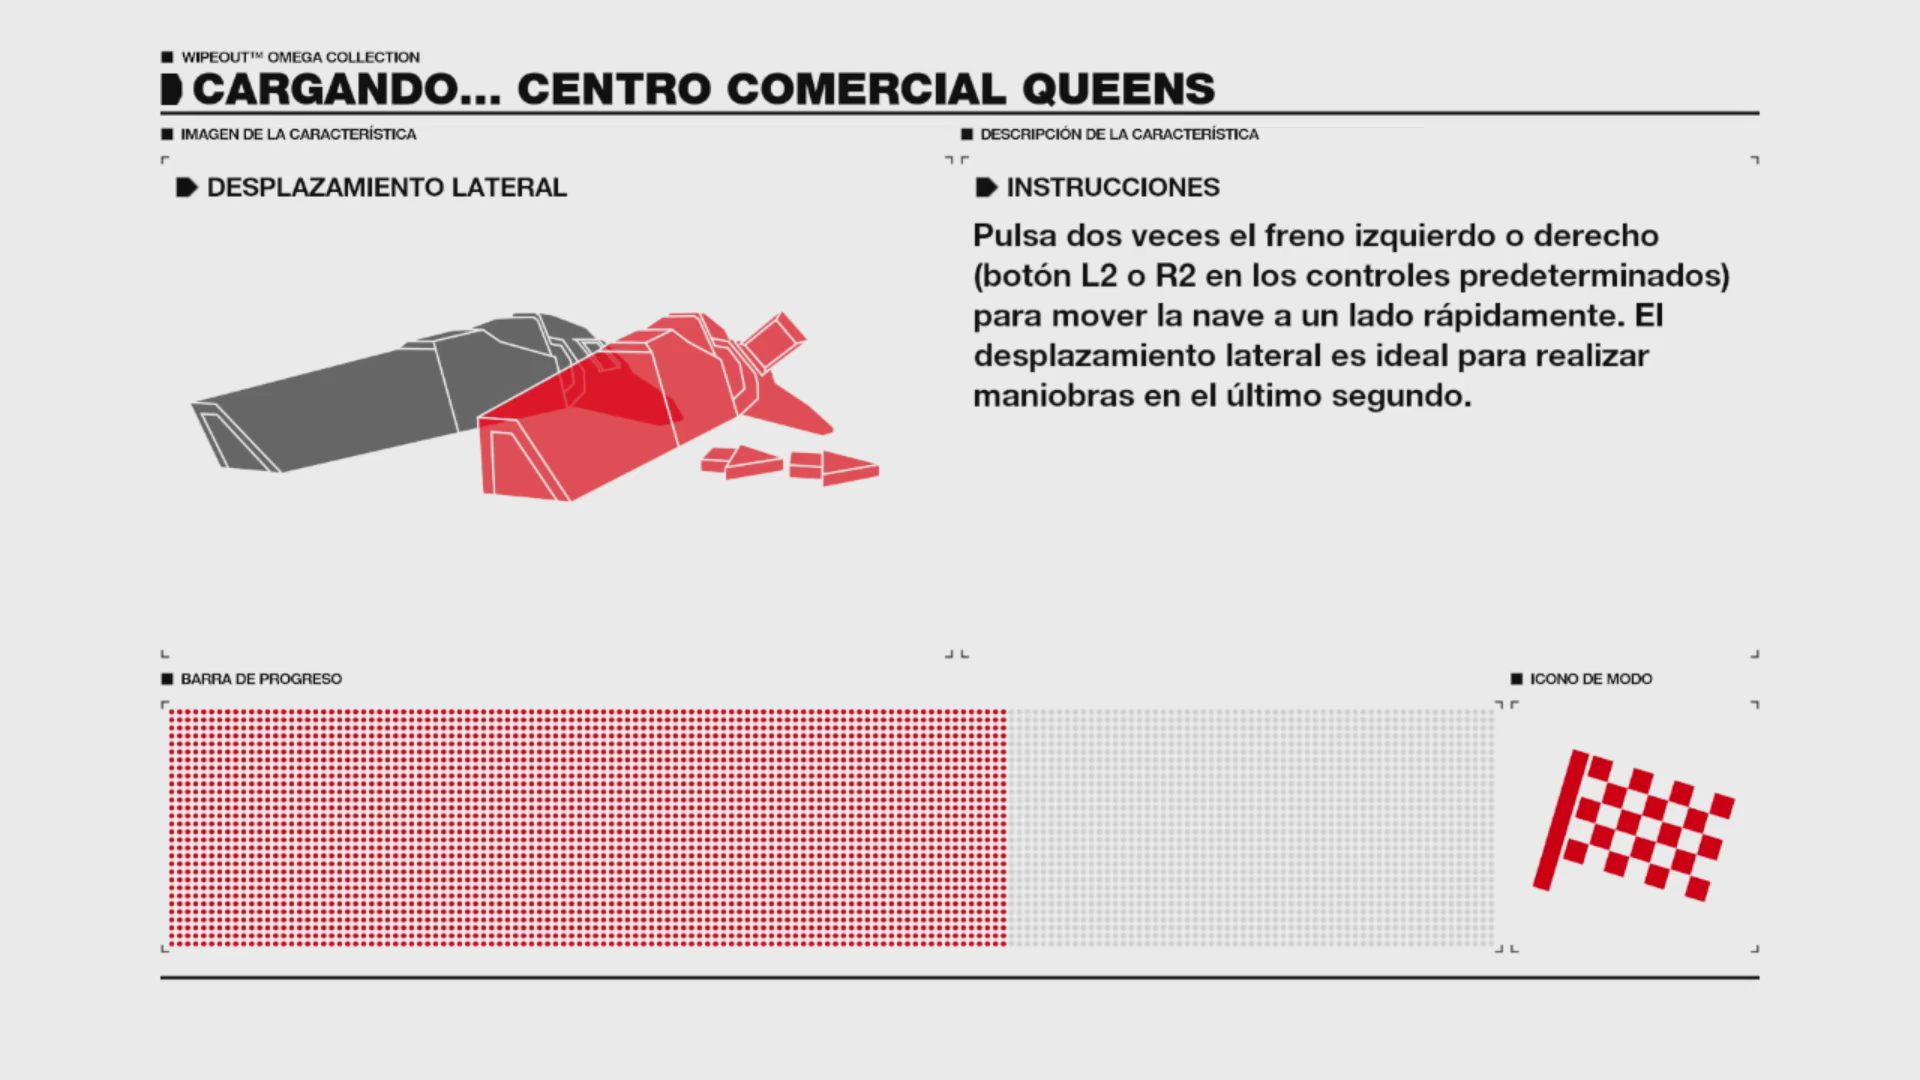 WIPEOUT™ OMEGA COLLECTION
CARGANDO... CENTRO COMERCIAL QUEENS
IMAGEN DE LA CARACTERÍSTICA
DESPLAZAMIENTO LATERAL
DESCRIPCIÓN DE LA CARACTERÍSTICA
INSTRUCCIONES
Pulsa dos veces el freno izquierdo o derecho
(botón L2 o R2 en los controles predeterminados)
para mover la nave a un lado rápidamente. El
desplazamiento lateral es ideal para realizar
maniobras en el último segundo.
BARRA DE PROGRESO
ICONO DE MODO